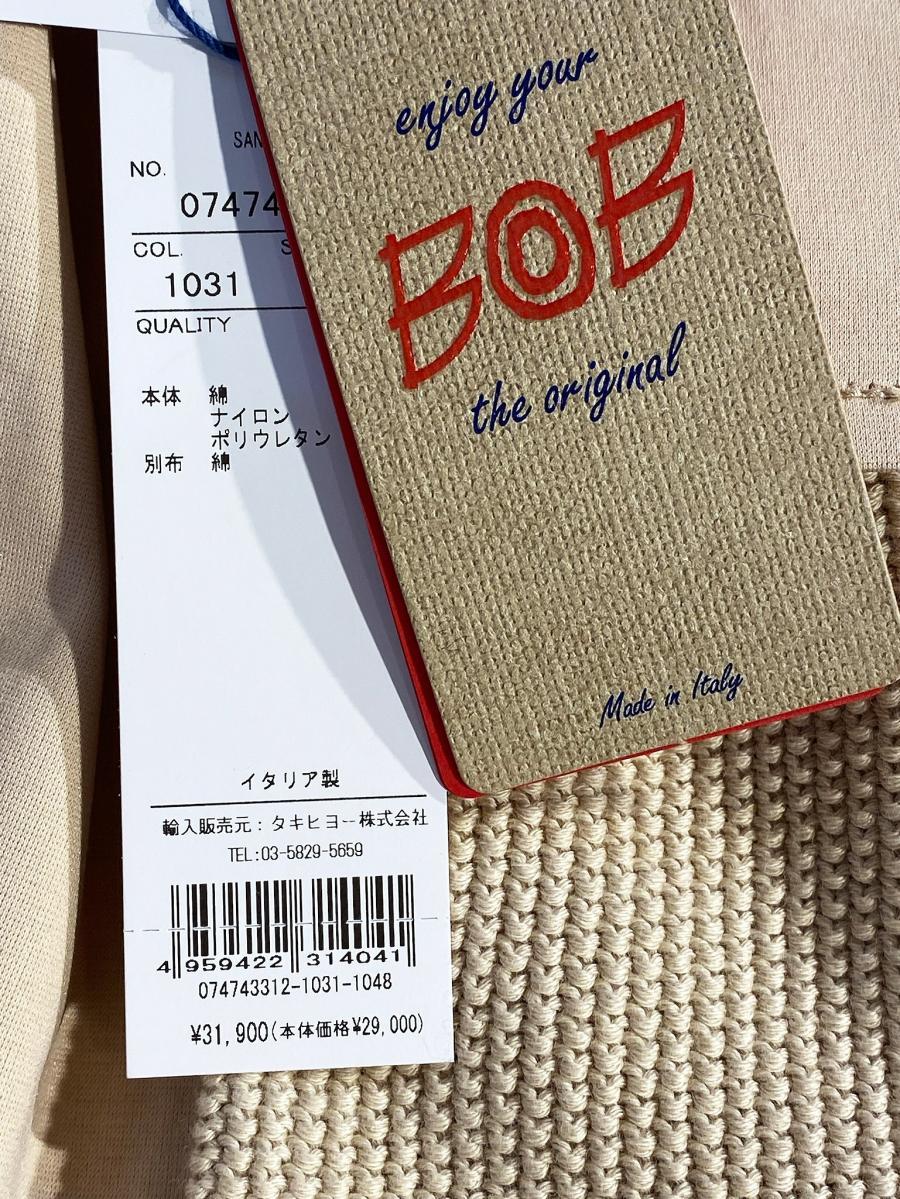 SAN
NO.
07474
COL. S
1031
QUALITY
本体 綿
ナイロン
ポリウレタン
別布 綿
イタリア製
輸入販売元：タキヒヨー株式会社
TEL:03-5829-5659
4 959422 314041
074743312-1031-1048
¥31,900(本体価格¥29,000)
enjoy your
BOB
the original
Made in Italy